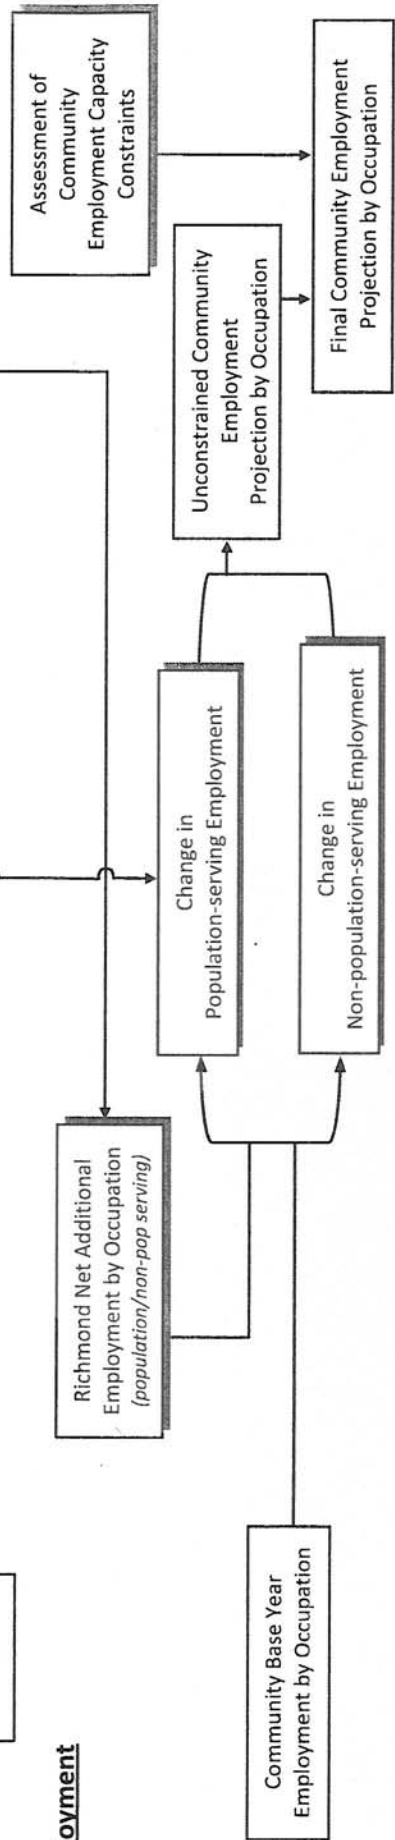 oyment
Community Base Year
Employment by Occupation
Richmond Net Additional
Employment by Occupation
(population/non-pop serving)
Change in
Population-serving Employment
Change in
Non-population-serving Employment
Unconstrained Community
Employment
Projection by Occupation
Assessment of
Community
Employment Capacity
Constraints
Final Community Employment
Projection by Occupation